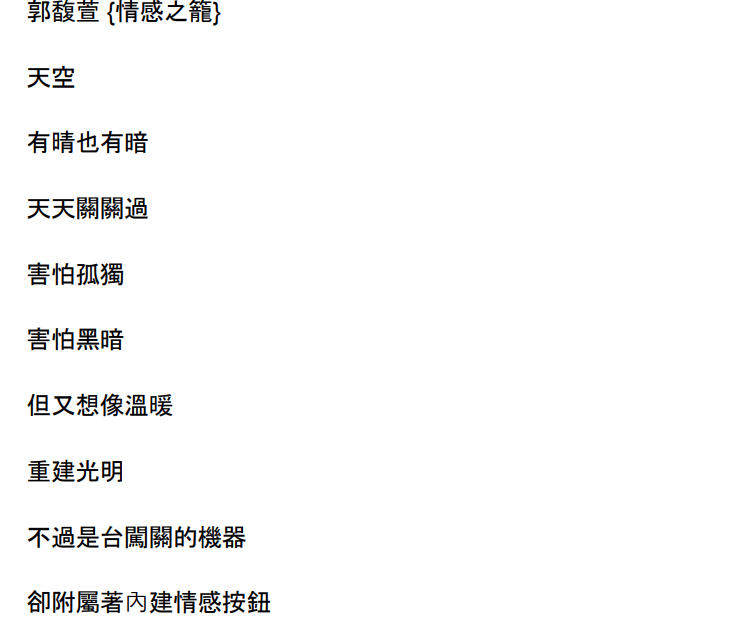 郭馥萱 {情感之籠}
天空
有晴也有暗
天天關關過
害怕孤獨
害怕黑暗
但又想像溫暖
重建光明
不過是台闖關的機器
卻附屬著內建情感按鈕